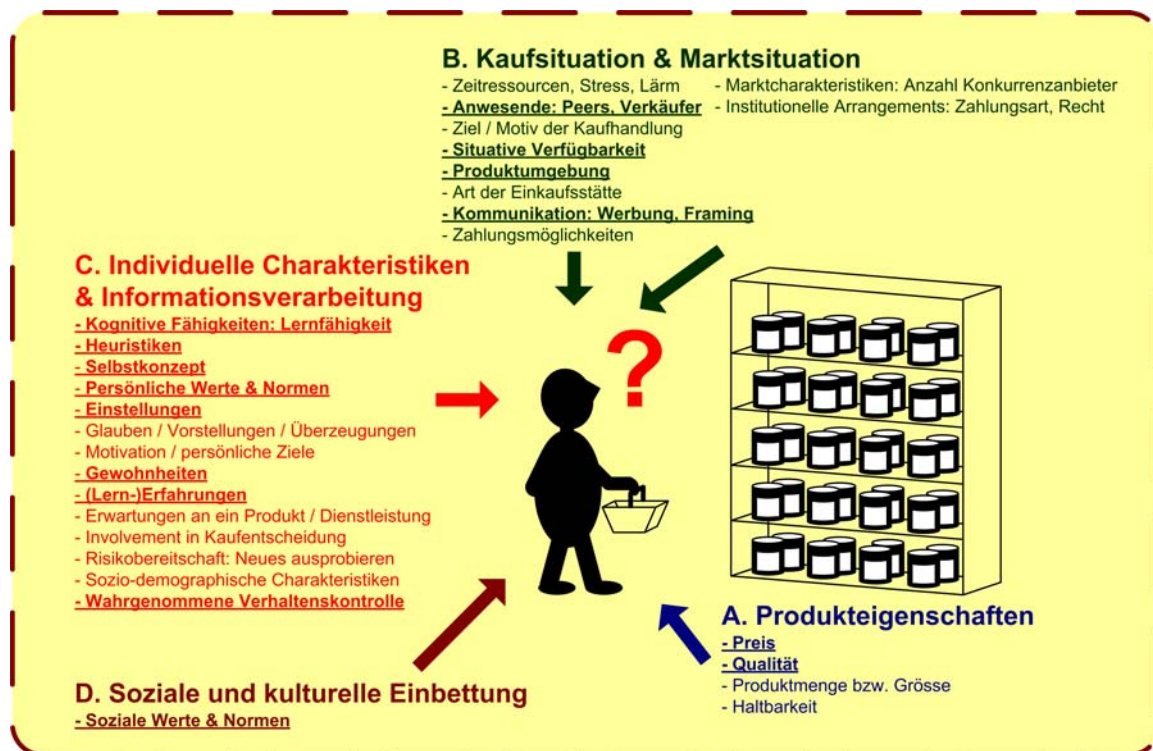 B. Kaufsituation & Marktsituation
- Zeitressourcen, Stress, Lärm
- Anwesende: Peers, Verkäufer
- Ziel / Motiv der Kaufhandlung
- Situative Verfügbarkeit
- Produktumgebung
- Art der Einkaufsstätte
- Kommunikation: Werbung, Framing
- Zahlungsmöglichkeiten
- Marktcharakteristiken: Anzahl Konkurrenzanbieter
- Institutionelle Arrangements: Zahlungsart, Recht
C. Individuelle Charakteristiken
& Informationsverarbeitung
- Kognitive Fähigkeiten: Lernfähigkeit
- Heuristiken
- Selbstkonzept
- Persönliche Werte & Normen
- Einstellungen
- Glauben / Vorstellungen / Überzeugungen
- Motivation / persönliche Ziele
- Gewohnheiten
- (Lern-)Erfahrungen
- Erwartungen an ein Produkt / Dienstleistung
- Involvement in Kaufentscheidung
- Risikobereitschaft: Neues ausprobieren
- Sozio-demographische Charakteristiken
- Wahrgenommene Verhaltenskontrolle
?
A. Produkteigenschaften
- Preis
- Qualität
- Produktmenge bzw. Grösse
- Haltbarkeit
D. Soziale und kulturelle Einbettung
- Soziale Werte & Normen